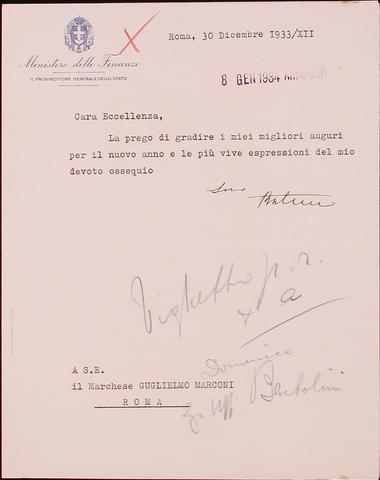 Ministero delle Finanze
IL PROVVEDITORE GENERALE DELLO STATO
Roma, 30 Dicembre 1933/XII
8 GEN 1934
Cara Eccellenza,
La prego di gradire i miei migliori auguri
per il nuovo anno e le più vive espressioni del mio
devoto ossequio
Viglietto p.r.
a
A S.E.
il Marchese GUGLIELMO MARCONI
ROMA
Domenico
Bertolini